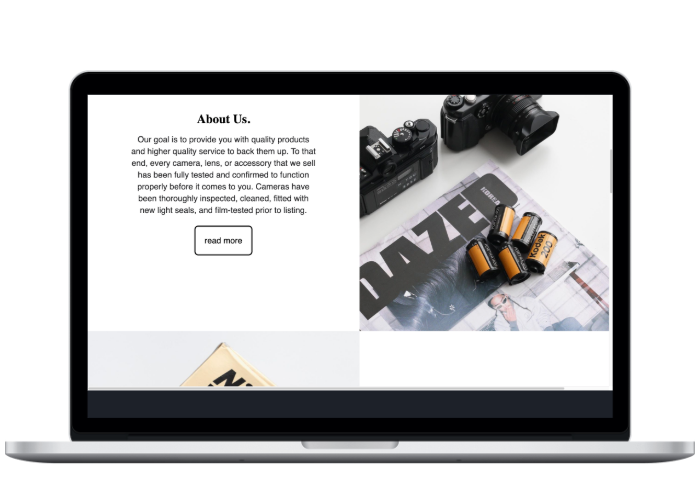 About Us.
Our goal is to provide you with quality products
and higher quality service to back them up. To that
end, every camera, lens, or accessory that we sell
has been fully tested and confirmed to function
properly before it comes to you. Cameras have
been thoroughly inspected, cleaned, fitted with
new light seals, and film-tested prior to listing.
read more
DAZED
KOREA
Kodak
200